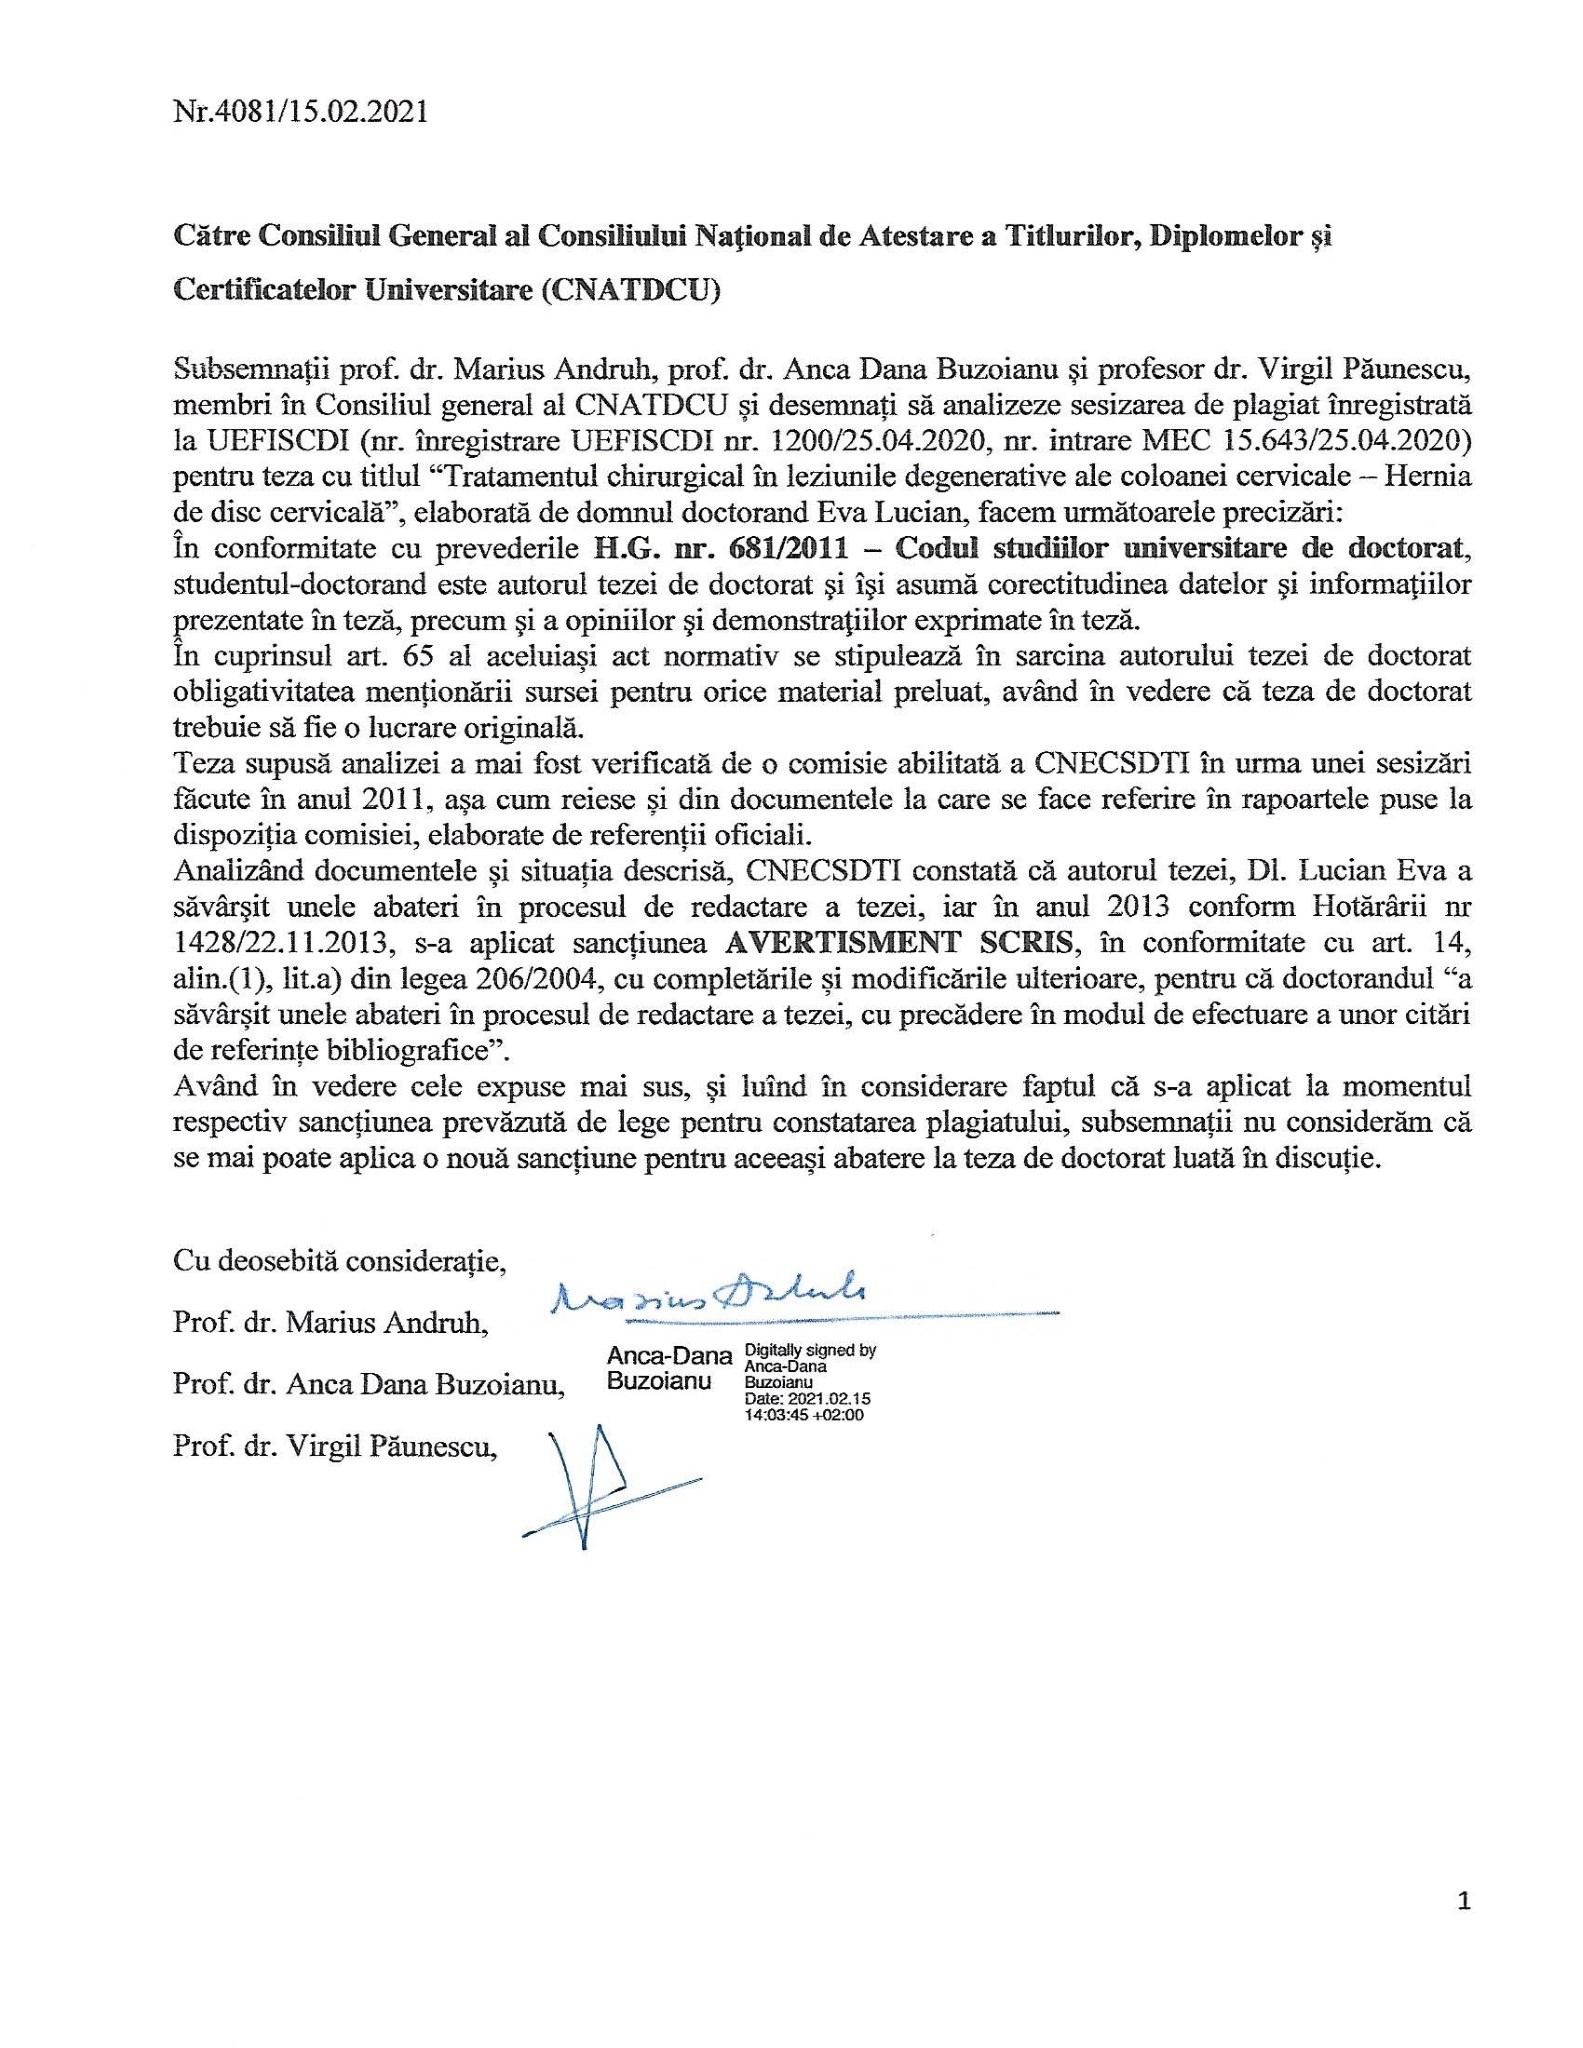 Nr.4081/15.02.2021
Către Consiliul General al Consiliului Naţional de Atestare a Titlurilor, Diplomelor și
Certificatelor Universitare (CNATDCU)
Subsemnații prof. dr. Marius Andruh, prof. dr. Anca Dana Buzoianu și profesor dr. Virgil Păunescu,
membri în Consiliul general al CNATDCU și desemnați să analizeze sesizarea de plagiat înregistrată
la UEFISCDI (nr. înregistrare UEFISCDI nr. 1200/25.04.2020, nr. intrare MEC 15.643/25.04.2020)
pentru teza cu titlul “Tratamentul chirurgical în leziunile degenerative ale coloanei cervicale – Hernia
de disc cervicală”, elaborată de domnul doctorand Eva Lucian, facem următoarele precizări:
În conformitate cu prevederile H.G. nr. 681/2011 – Codul studiilor universitare de doctorat,
studentul-doctorand este autorul tezei de doctorat şi îşi asumă corectitudinea datelor şi informaţiilor
prezentate în teză, precum şi a opiniilor şi demonstraţiilor exprimate în teză.
În cuprinsul art. 65 al aceluiași act normativ se stipulează în sarcina autorului tezei de doctorat
obligativitatea menționării sursei pentru orice material preluat, având în vedere că teza de doctorat
trebuie să fie o lucrare originală.
Teza supusă analizei a mai fost verificată de o comisie abilitată a CNECSDTI în urma unei sesizări
făcute în anul 2011, așa cum reiese și din documentele la care se face referire în rapoartele puse la
dispoziția comisiei, elaborate de referenții oficiali.
Analizând documentele și situația descrisă, CNECSDTI constată că autorul tezei, Dl. Lucian Eva a
săvârşit unele abateri în procesul de redactare a tezei, iar în anul 2013 conform Hotărârii nr
1428/22.11.2013, s-a aplicat sancțiunea AVERTISMENT SCRIS, în conformitate cu art. 14,
alin.(1), lit.a) din legea 206/2004, cu completările și modificările ulterioare, pentru că doctorandul “a
săvârșit unele abateri în procesul de redactare a tezei, cu precădere în modul de efectuare a unor citări
de referințe bibliografice”.
Având în vedere cele expuse mai sus, și luînd în considerare faptul că s-a aplicat la momentul
respectiv sancțiunea prevăzută de lege pentru constatarea plagiatului, subsemnații nu considerăm că
se mai poate aplica o nouă sancțiune pentru aceeași abatere la teza de doctorat luată în discuție.
Cu deosebită considerație,
Marius Andruh
Prof. dr. Marius Andruh,
Anca-Dana
Buzoianu
Digitally signed by
Anca-Dana
Buzoianu
Date: 2021.02.15
14:03:45 +02:00
Prof. dr. Anca Dana Buzoianu,
Prof. dr. Virgil Păunescu,
1